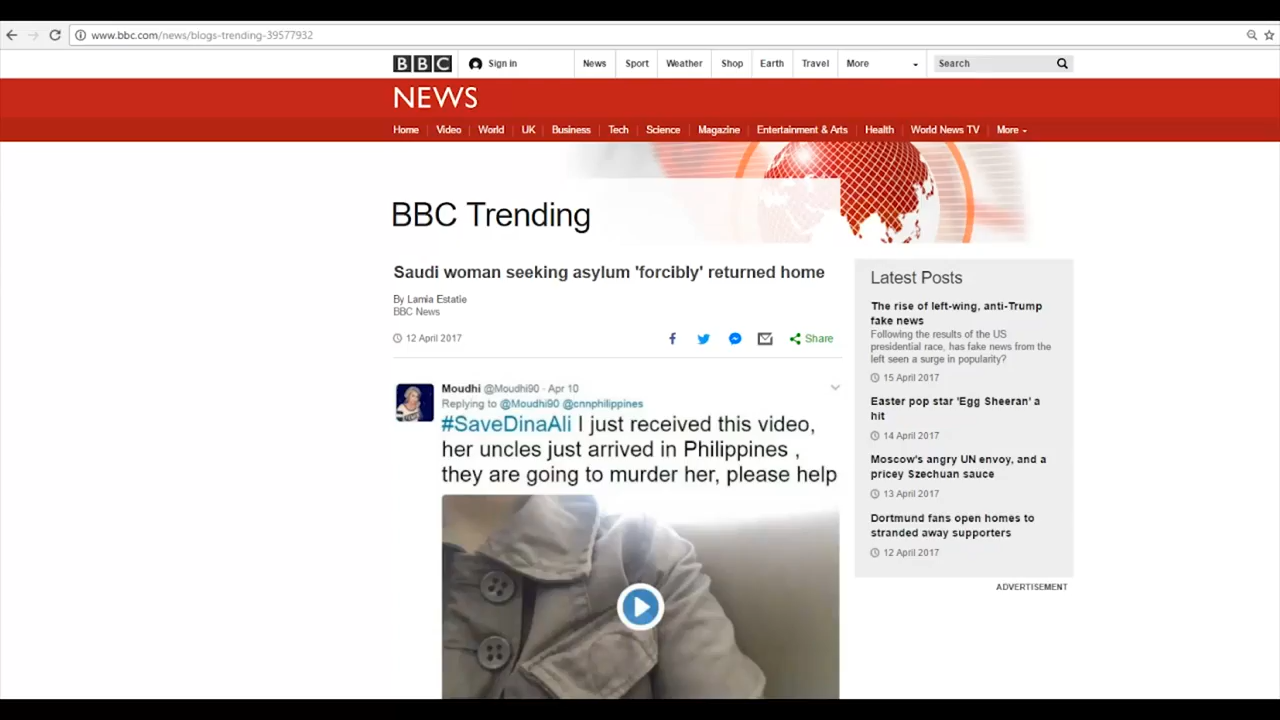 www.bbc.com/news/blogs-trending-39577932
BBC Sign in News Sport Weather Shop Earth Travel More Search
NEWS
Home Video World UK Business Tech Science Magazine Entertainment & Arts Health World News TV More
BBC Trending
Saudi woman seeking asylum 'forcibly' returned home
By Lamia Estatie
BBC News
12 April 2017
Share
Moudhi @Moudhi90 · Apr 10
Replying to @Moudhi90 @cnnphilippines
#SaveDinaAli I just received this video,
her uncles just arrived in Philippines ,
they are going to murder her, please help
Latest Posts
The rise of left-wing, anti-Trump
fake news
Following the results of the US
presidential race, has fake news from the
left seen a surge in popularity?
15 April 2017
Easter pop star 'Egg Sheeran' a
hit
14 April 2017
Moscow's angry UN envoy, and a
pricey Szechuan sauce
13 April 2017
Dortmund fans open homes to
stranded away supporters
12 April 2017
ADVERTISEMENT